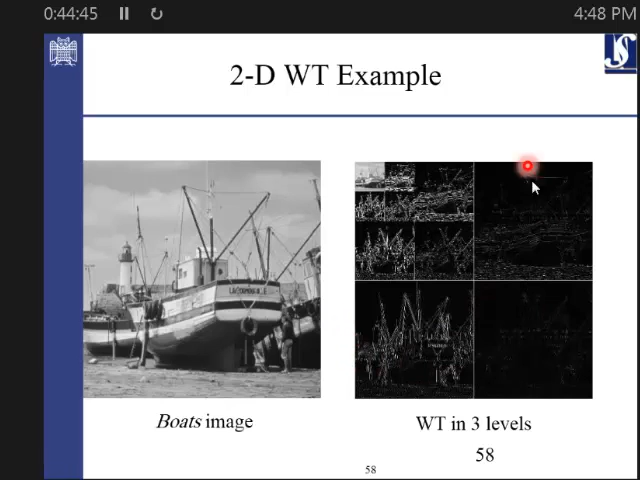 0:44:45
4:48 PM
2-D WT Example
Boats image
WT in 3 levels
58
58